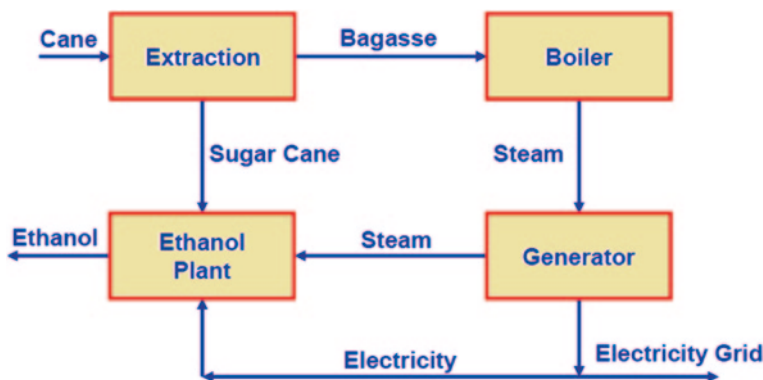 Cane
Extraction
Bagasse
Boiler
Sugar Cane
Steam
Ethanol
Ethanol
Plant
Steam
Generator
Electricity
Electricity Grid